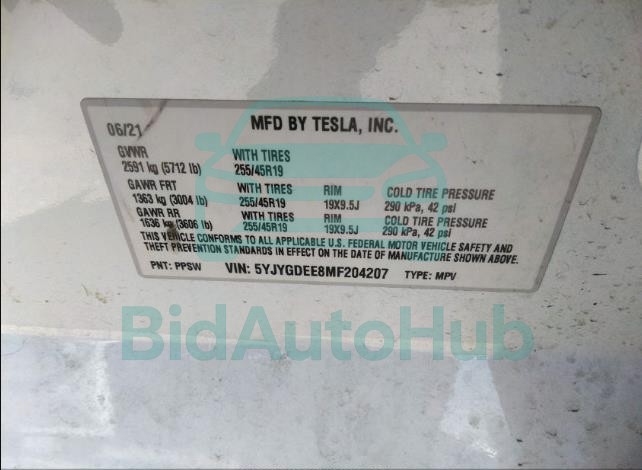 06/21
MFD BY TESLA, INC.
GVWR
2591 kg (5712 lb)
WITH TIRES
255/45R19
GAWR FRT
1363 kg (3004 lb)
WITH TIRES
255/45R19
RIM
19X9.5J
COLD TIRE PRESSURE
290 kPa, 42 psi
GAWR RR
1636 kg (3606 lb)
WITH TIRES
255/45R19
RIM
19X9.5J
COLD TIRE PRESSURE
290 kPa, 42 psi
THIS VEHICLE CONFORMS TO ALL APPLICABLE U.S. FEDERAL MOTOR VEHICLE SAFETY AND
THEFT PREVENTION STANDARDS IN EFFECT ON THE DATE OF MANUFACTURE SHOWN ABOVE.
PNT: PPSW VIN: 5YJYGDEE8MF204207 TYPE: MPV
BidAutoHub